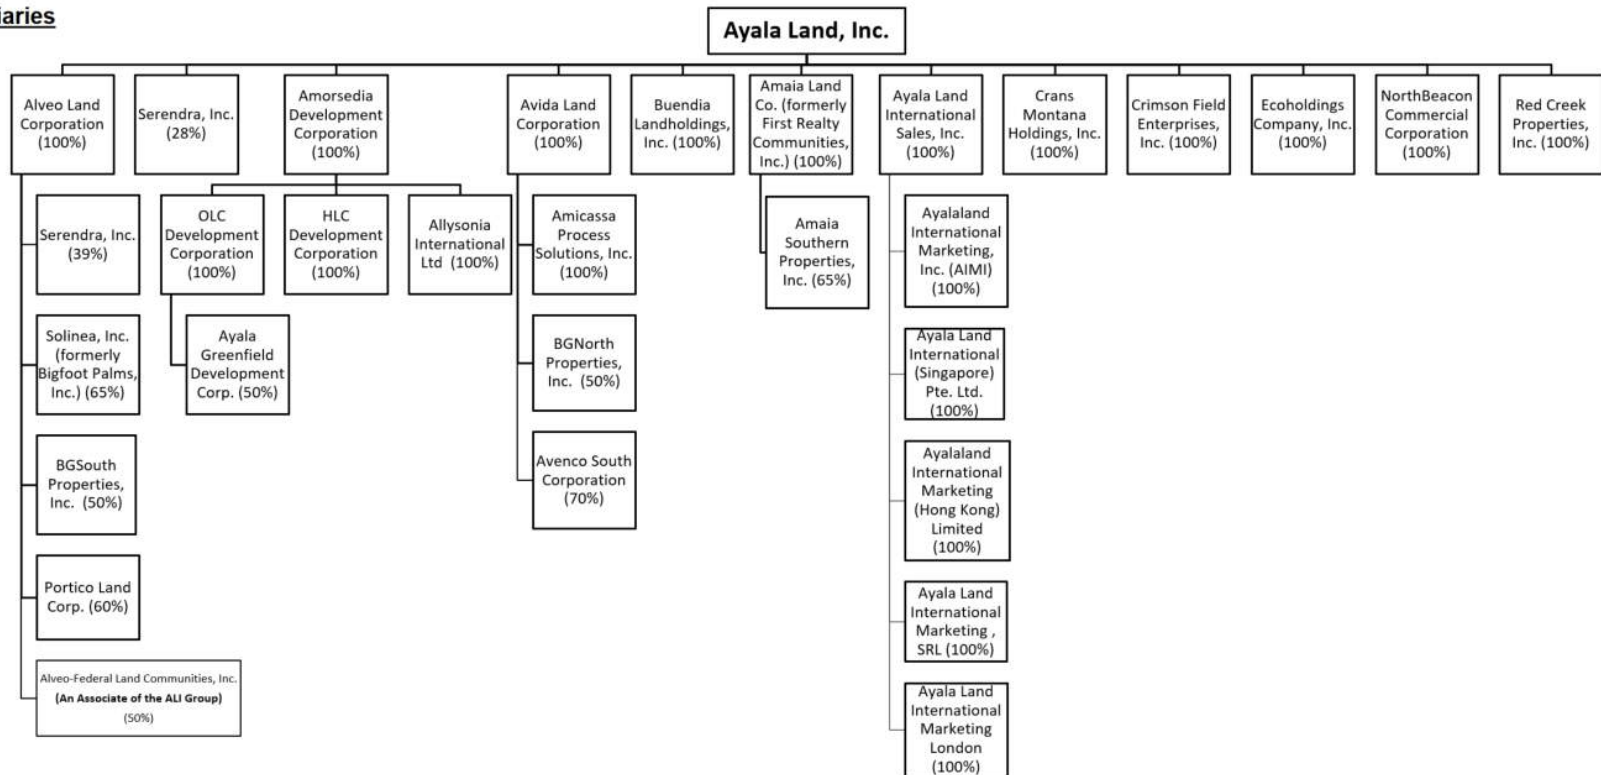 iaries
Ayala Land, Inc.
Alveo Land
Corporation
(100%)
Serendra, Inc.
(28%)
Amorsedia
Development
Corporation
(100%)
Avida Land
Corporation
(100%)
Buendia
Landholdings,
Inc. (100%)
Amaia Land
Co. (formerly
First Realty
Communities,
Inc.) (100%)
Ayala Land
International
Sales, Inc.
(100%)
Crans
Montana
Holdings, Inc.
(100%)
Crimson Field
Enterprises,
Inc. (100%)
Ecoholdings
Company, Inc.
(100%)
NorthBeacon
Commercial
Corporation
(100%)
Red Creek
Properties,
Inc. (100%)
Serendra, Inc.
(39%)
OLC
Development
Corporation
(100%)
HLC
Development
Corporation
(100%)
Allysonia
International
Ltd (100%)
Amicassa
Process
Solutions, Inc.
(100%)
Amaia
Southern
Properties,
Inc. (65%)
Ayalaland
International
Marketing,
Inc. (AIMI)
(100%)
Solinea, Inc.
(formerly
Bigfoot Palms,
Inc.) (65%)
Ayala
Greenfield
Development
Corp. (50%)
BGNorth
Properties,
Inc. (50%)
Ayala Land
International
(Singapore)
Pte. Ltd.
(100%)
BGSouth
Properties,
Inc. (50%)
Avenco South
Corporation
(70%)
Ayalaland
International
Marketing
(Hong Kong)
Limited
(100%)
Portico Land
Corp. (60%)
Ayala Land
International
Marketing ,
SRL (100%)
Alveo-Federal Land Communities, Inc.
(An Associate of the ALI Group)
(50%)
Ayala Land
International
Marketing
London
(100%)